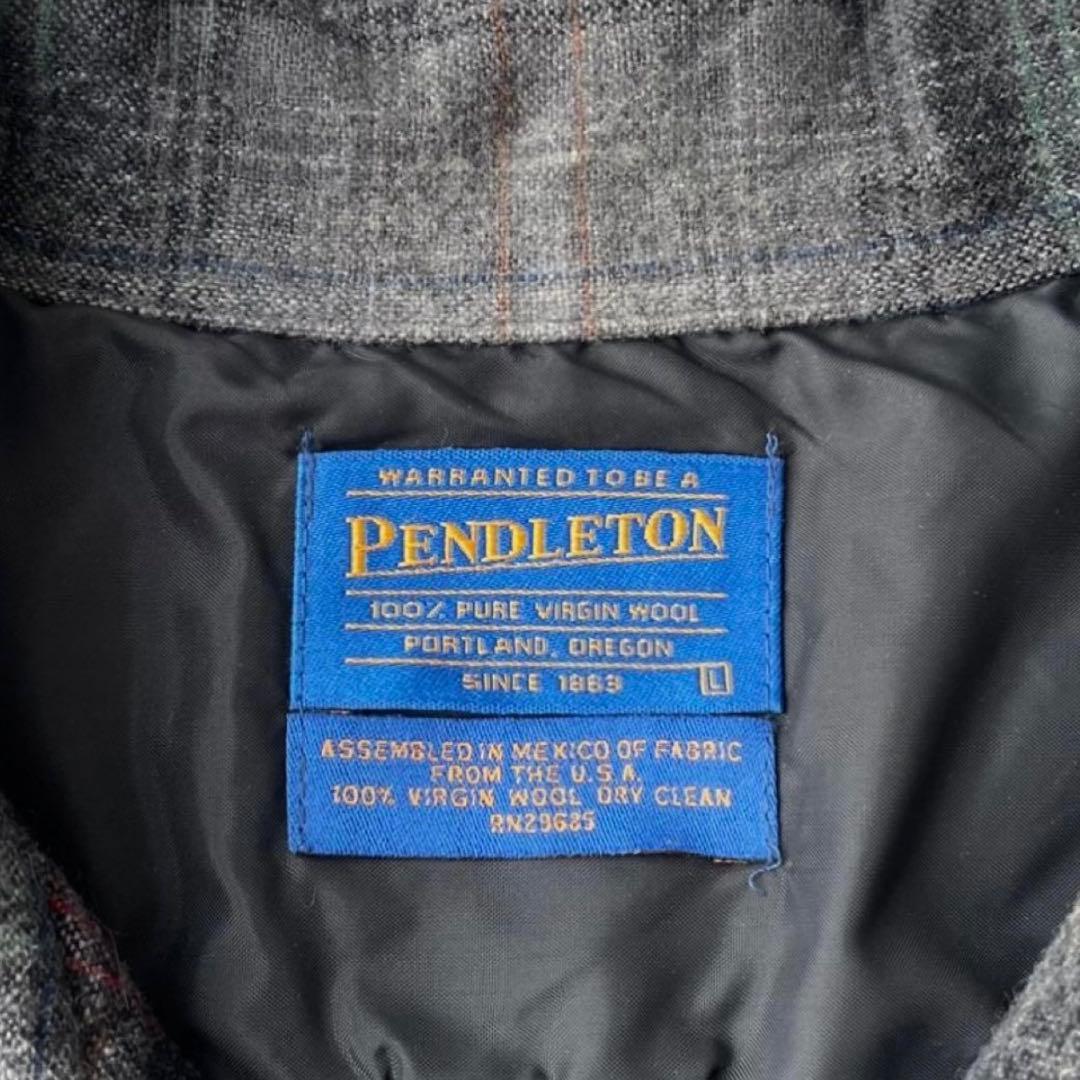 WARRANTED TO BE A
PENDLETON
100% PURE VIRGIN WOOL
PORTLAND, OREGON
SINCE 1863
L
ASSEMBLED IN MEXICO OF FABRIC
FROM THE U.S.A.
100% VIRGIN WOOL DRY CLEAN
RN29685